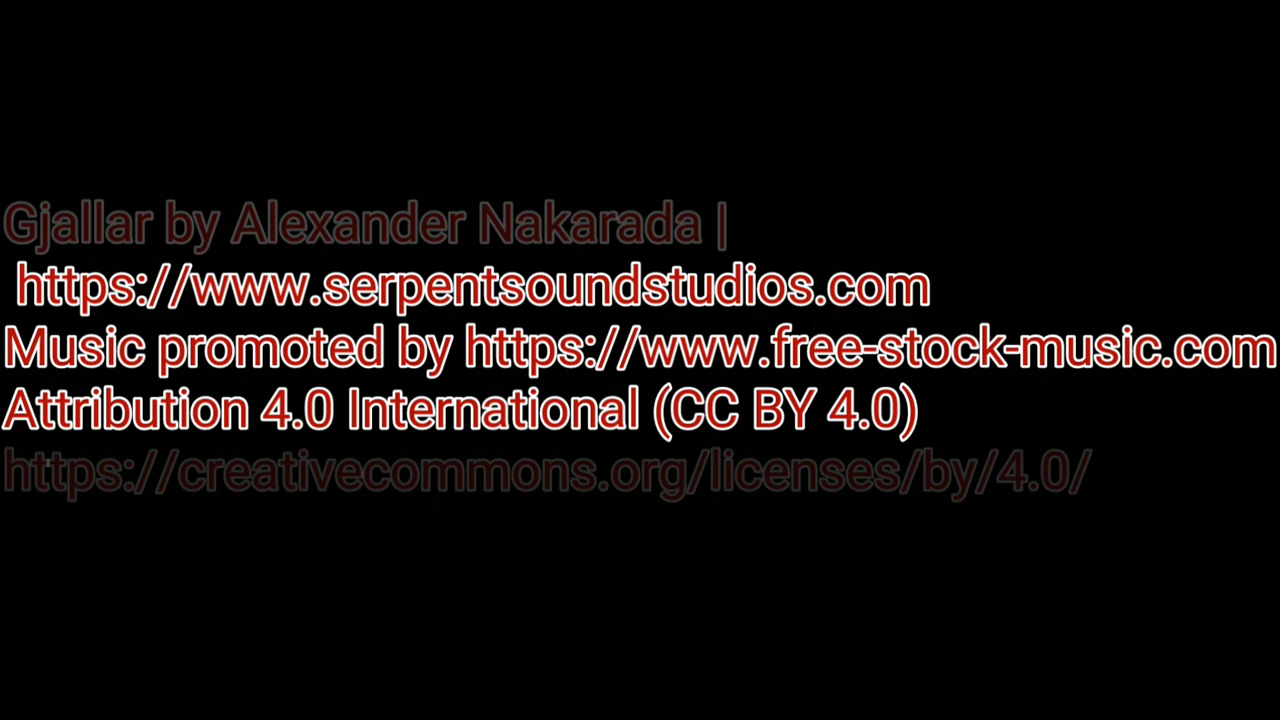 Gjallar by Alexander Nakarada |
https://www.serpentsoundstudios.com
Music promoted by https://www.free-stock-music.com
Attribution 4.0 International (CC BY 4.0)
https://creativecommons.org/licenses/by/4.0/